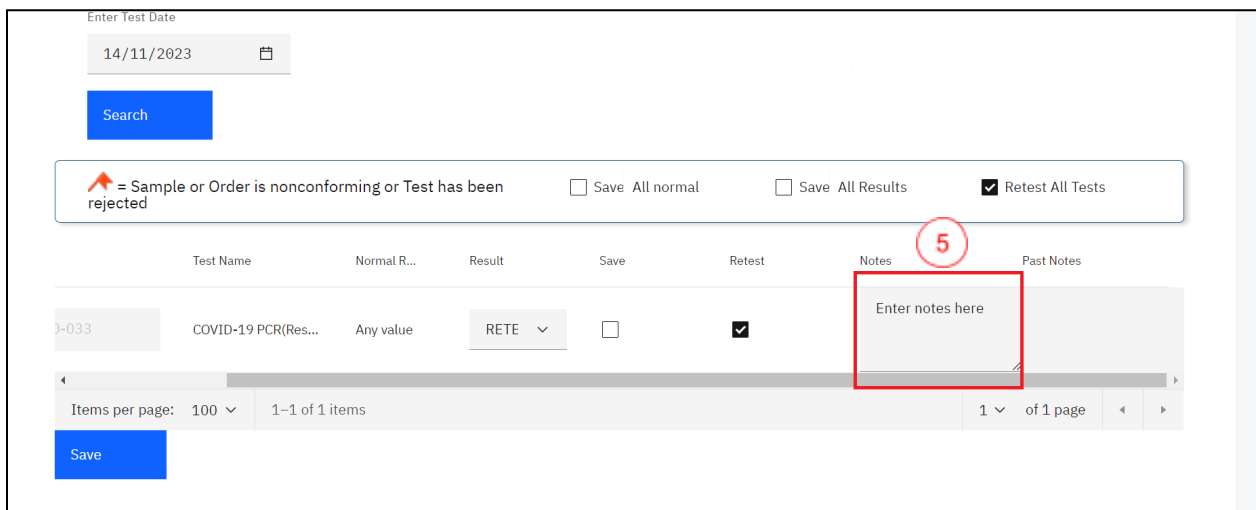 Enter Test Date
14/11/2023
Search
= Sample or Order is nonconforming or Test has been
rejected
Save All normal
Save All Results
Retest All Tests
5
Test Name Normal R... Result Save Retest Notes Past Notes
0-033 COVID-19 PCR(Res... Any value RETE Enter notes here
Items per page: 100 1–1 of 1 items 1 of 1 page
Save